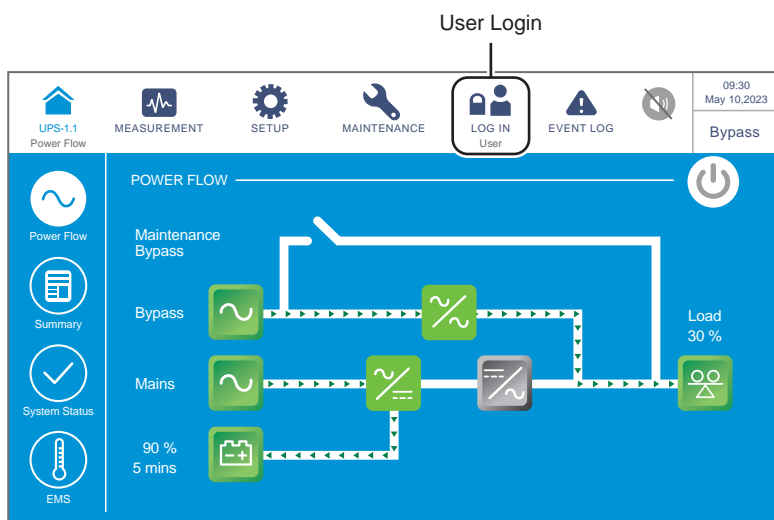 User Login
UPS-1.1
Power Flow
MEASUREMENT
SETUP
MAINTENANCE
LOG IN
User
EVENT LOG
09:30
May 10,2023
Bypass
Power Flow
Summary
System Status
EMS
POWER FLOW
Maintenance
Bypass
Bypass
Mains
90 %
5 mins
Load
30 %